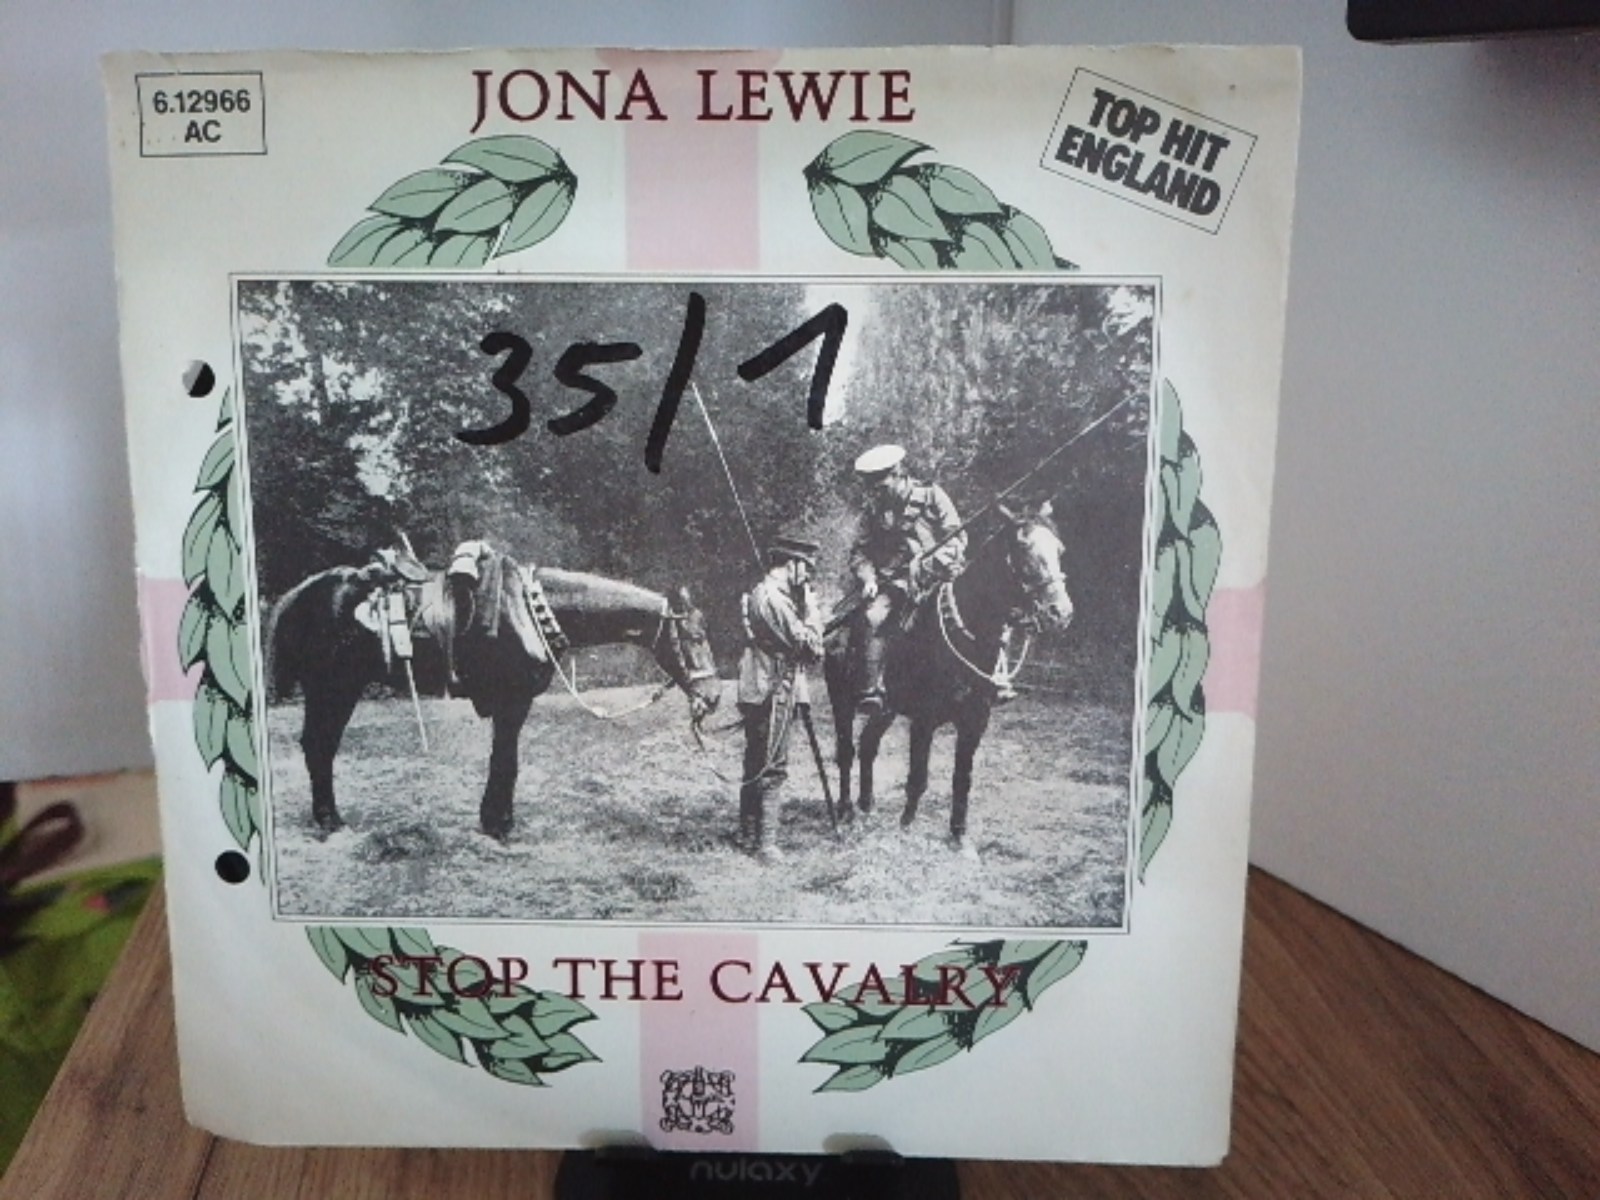 6.12966
AC
JONA LEWIE
TOP HIT
ENGLAND
35/1
STOP THE CAVALRY
nulaxy